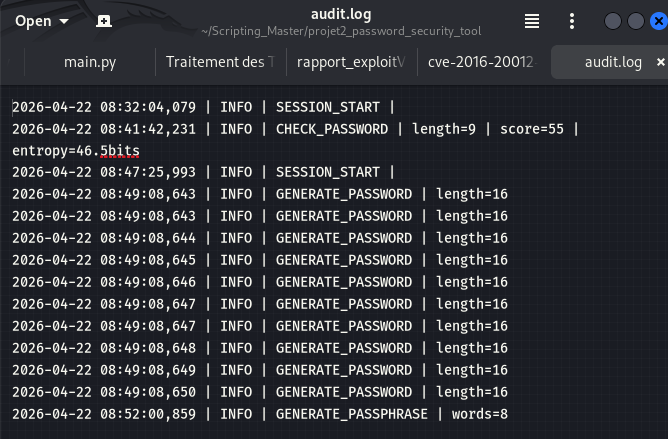 Open
audit.log
~/Scripting_Master/projet2_password_security_tool
main.py
Traitement des T
rapport_exploitV
cve-2016-20012-
audit.log
2026-04-22 08:32:04,079 | INFO | SESSION_START |
2026-04-22 08:41:42,231 | INFO | CHECK_PASSWORD | length=9 | score=55 |
entropy=46.5bits
2026-04-22 08:47:25,993 | INFO | SESSION_START |
2026-04-22 08:49:08,643 | INFO | GENERATE_PASSWORD | length=16
2026-04-22 08:49:08,643 | INFO | GENERATE_PASSWORD | length=16
2026-04-22 08:49:08,644 | INFO | GENERATE_PASSWORD | length=16
2026-04-22 08:49:08,645 | INFO | GENERATE_PASSWORD | length=16
2026-04-22 08:49:08,646 | INFO | GENERATE_PASSWORD | length=16
2026-04-22 08:49:08,647 | INFO | GENERATE_PASSWORD | length=16
2026-04-22 08:49:08,647 | INFO | GENERATE_PASSWORD | length=16
2026-04-22 08:49:08,648 | INFO | GENERATE_PASSWORD | length=16
2026-04-22 08:49:08,649 | INFO | GENERATE_PASSWORD | length=16
2026-04-22 08:49:08,650 | INFO | GENERATE_PASSWORD | length=16
2026-04-22 08:52:00,859 | INFO | GENERATE_PASSPHRASE | words=8